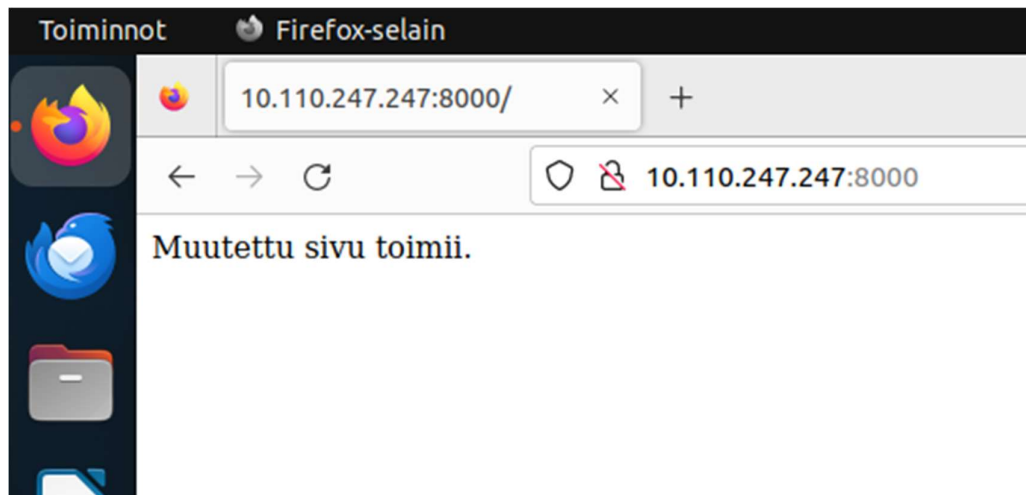 Toiminnot Firefox-selain
10.110.247.247:8000/
10.110.247.247:8000
Muutettu sivu toimii.